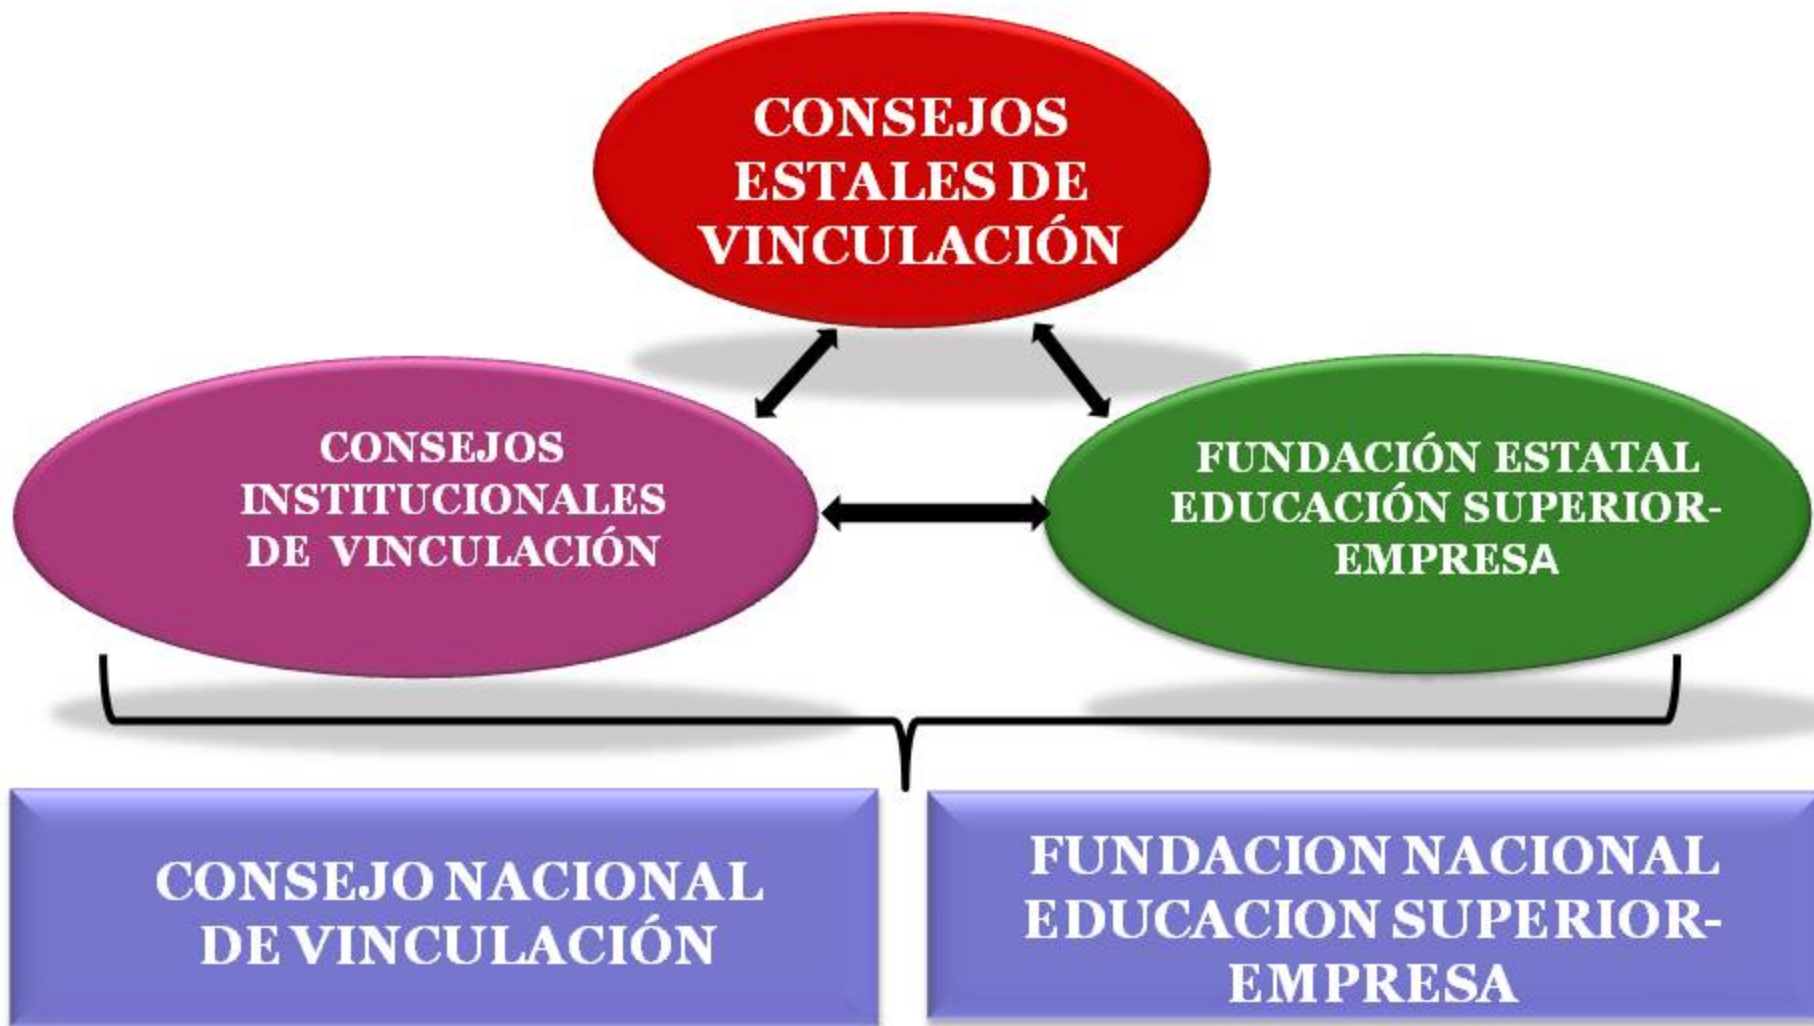 CONSEJOS
ESTALES DE
VINCULACIÓN
CONSEJOS
INSTITUCIONALES
DE VINCULACIÓN
FUNDACIÓN ESTATAL
EDUCACIÓN SUPERIOR-
EMPRESA
CONSEJO NACIONAL
DE VINCULACIÓN
FUNDACION NACIONAL
EDUCACION SUPERIOR-
EMPRESA